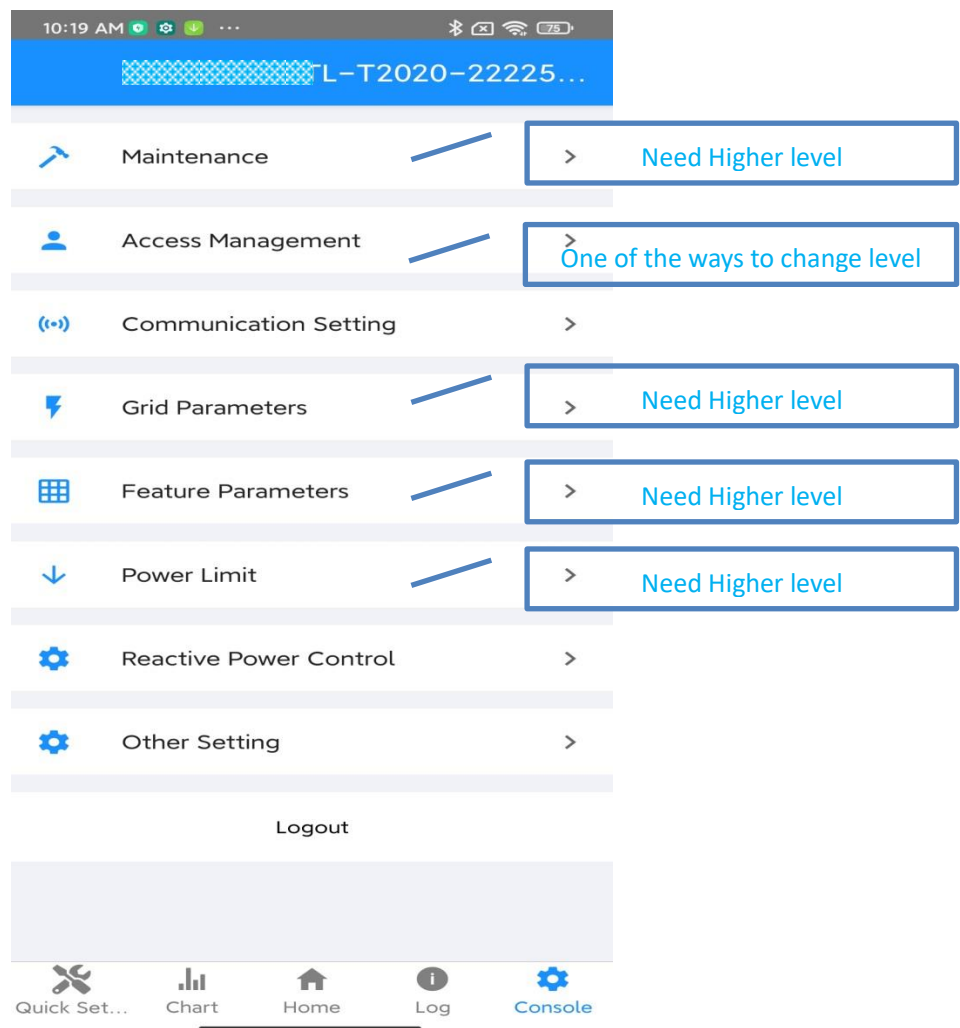 10:19 AM ... 75
TL-T2020-22225...
Maintenance > Need Higher level
Access Management >
One of the ways to change level
Communication Setting >
Grid Parameters > Need Higher level
Feature Parameters > Need Higher level
Power Limit > Need Higher level
Reactive Power Control >
Other Setting >
Logout
Quick Set... Chart Home Log Console